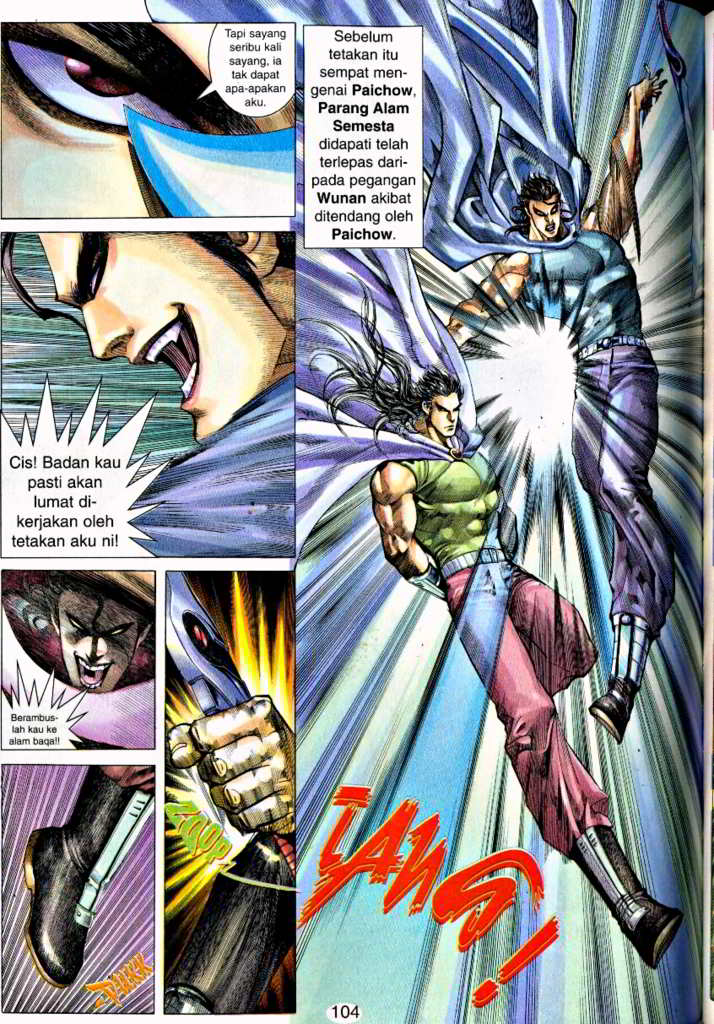 Tapi sayang
seribu kali
sayang, ia
tak dapat
apa-apakan
aku.
Sebelum
tetakan itu
sempat men-
genai Paichow,
Parang Alam
Semesta
didapati telah
terlepas dari-
pada pegangan
Wunan akibat
ditendang oleh
Paichow.
Cis! Badan kau
pasti akan
lumat di-
kerjakan oleh
tetakan aku ni!
Berambus-
lah kau ke
alam baqa!!
ZOOP
TANG!
104